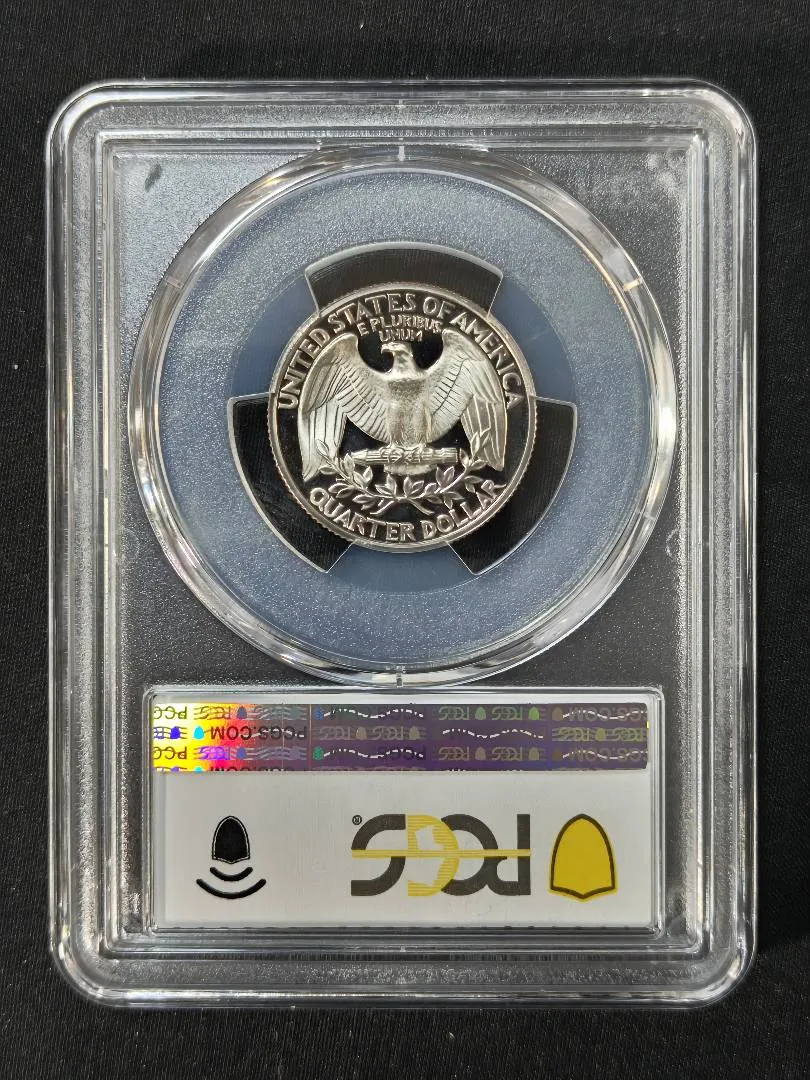 UNITED STATES OF AMERICA
E PLURIBUS
UNUM
QUARTER DOLLAR
PCGS.COM
PCGS®